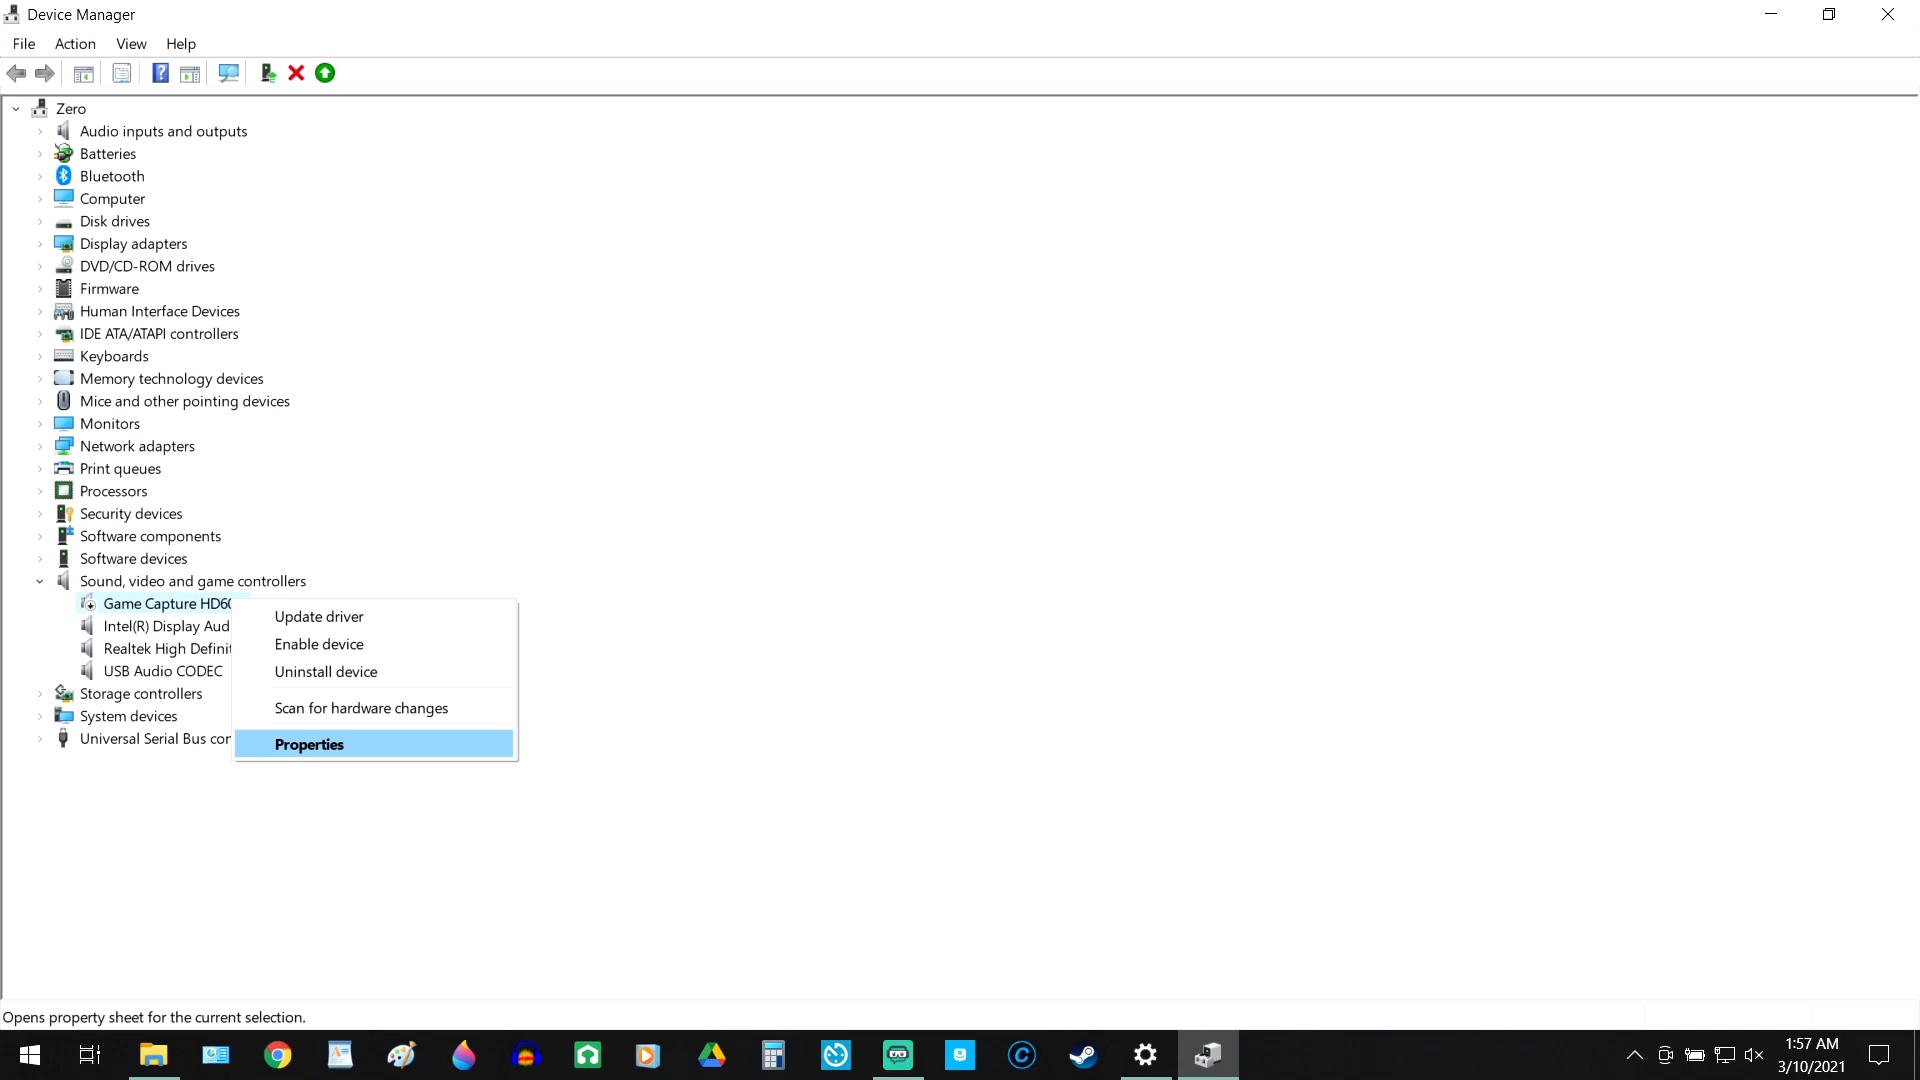 Device Manager
File Action View Help
Zero
Audio inputs and outputs
Batteries
Bluetooth
Computer
Disk drives
Display adapters
DVD/CD-ROM drives
Firmware
Human Interface Devices
IDE ATA/ATAPI controllers
Keyboards
Memory technology devices
Mice and other pointing devices
Monitors
Network adapters
Print queues
Processors
Security devices
Software components
Software devices
Sound, video and game controllers
Game Capture HD60
Intel(R) Display Aud
Realtek High Definit
USB Audio CODEC
Storage controllers
System devices
Universal Serial Bus con
Update driver
Enable device
Uninstall device
Scan for hardware changes
Properties
Opens property sheet for the current selection.
1:57 AM
3/10/2021